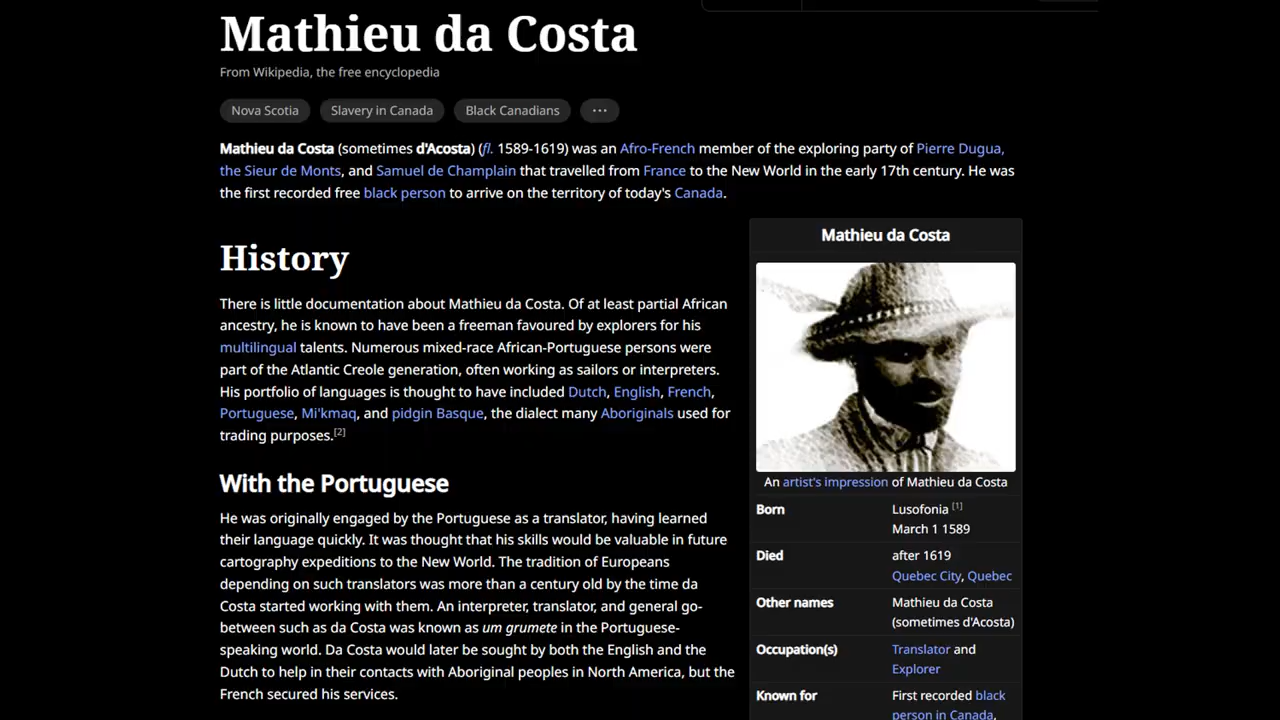 Mathieu da Costa
From Wikipedia, the free encyclopedia
Nova Scotia
Slavery in Canada
Black Canadians
···
Mathieu da Costa (sometimes d'Acosta) (fl. 1589-1619) was an Afro-French member of the exploring party of Pierre Dugua,
the Sieur de Monts, and Samuel de Champlain that travelled from France to the New World in the early 17th century. He was
the first recorded free black person to arrive on the territory of today's Canada.
History
There is little documentation about Mathieu da Costa. Of at least partial African
ancestry, he is known to have been a freeman favoured by explorers for his
multilingual talents. Numerous mixed-race African-Portuguese persons were
part of the Atlantic Creole generation, often working as sailors or interpreters.
His portfolio of languages is thought to have included Dutch, English, French,
Portuguese, Mi'kmaq, and pidgin Basque, the dialect many Aboriginals used for
trading purposes.[2]
With the Portuguese
He was originally engaged by the Portuguese as a translator, having learned
their language quickly. It was thought that his skills would be valuable in future
cartography expeditions to the New World. The tradition of Europeans
depending on such translators was more than a century old by the time da
Costa started working with them. An interpreter, translator, and general go-
between such as da Costa was known as um grumete in the Portuguese-
speaking world. Da Costa would later be sought by both the English and the
Dutch to help in their contacts with Aboriginal peoples in North America, but the
French secured his services.
Mathieu da Costa
An artist's impression of Mathieu da Costa
Born
Lusofonia [1]
March 1 1589
Died
after 1619
Quebec City, Quebec
Other names
Mathieu da Costa
(sometimes d'Acosta)
Occupation(s)
Translator and
Explorer
Known for
First recorded black
person in Canada,